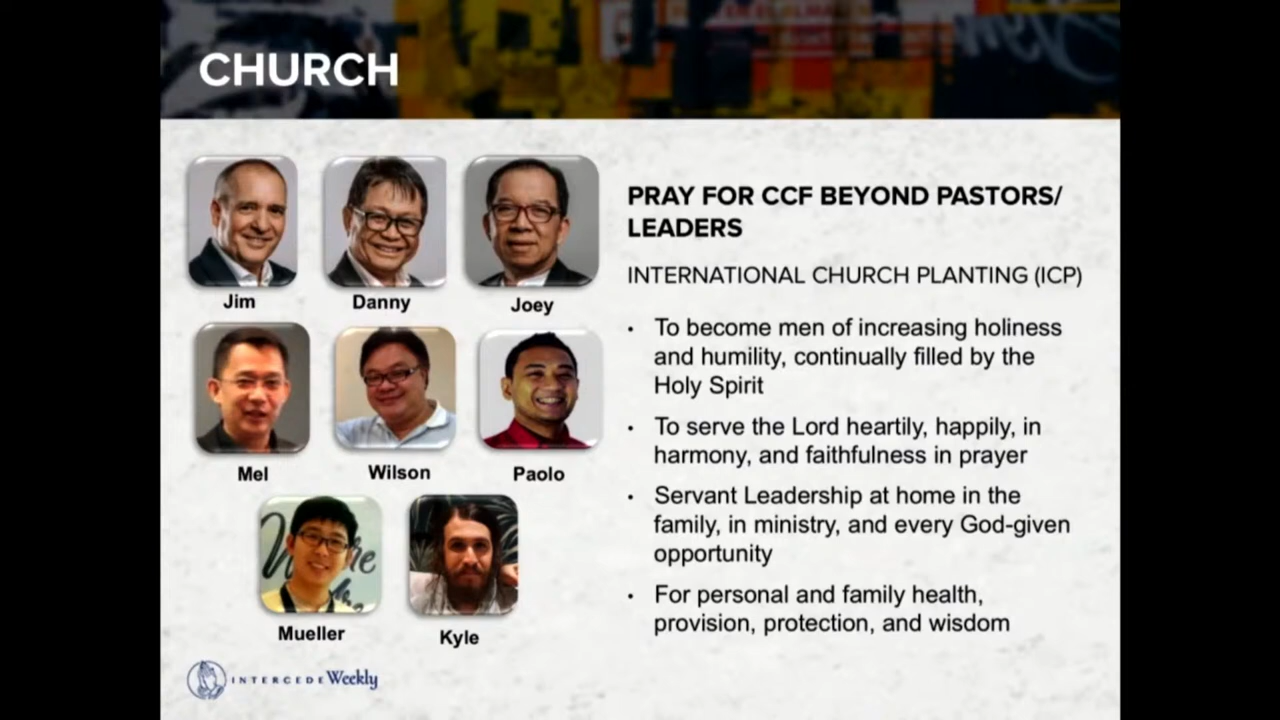 CHURCH
Jim
Danny
Joey
Mel
Wilson
Paolo
Mueller
Kyle
PRAY FOR CCF BEYOND PASTORS/
LEADERS
INTERNATIONAL CHURCH PLANTING (ICP)
• To become men of increasing holiness
and humility, continually filled by the
Holy Spirit
• To serve the Lord heartily, happily, in
harmony, and faithfulness in prayer
• Servant Leadership at home in the
family, in ministry, and every God-given
opportunity
• For personal and family health,
provision, protection, and wisdom
INTERCEDE Weekly